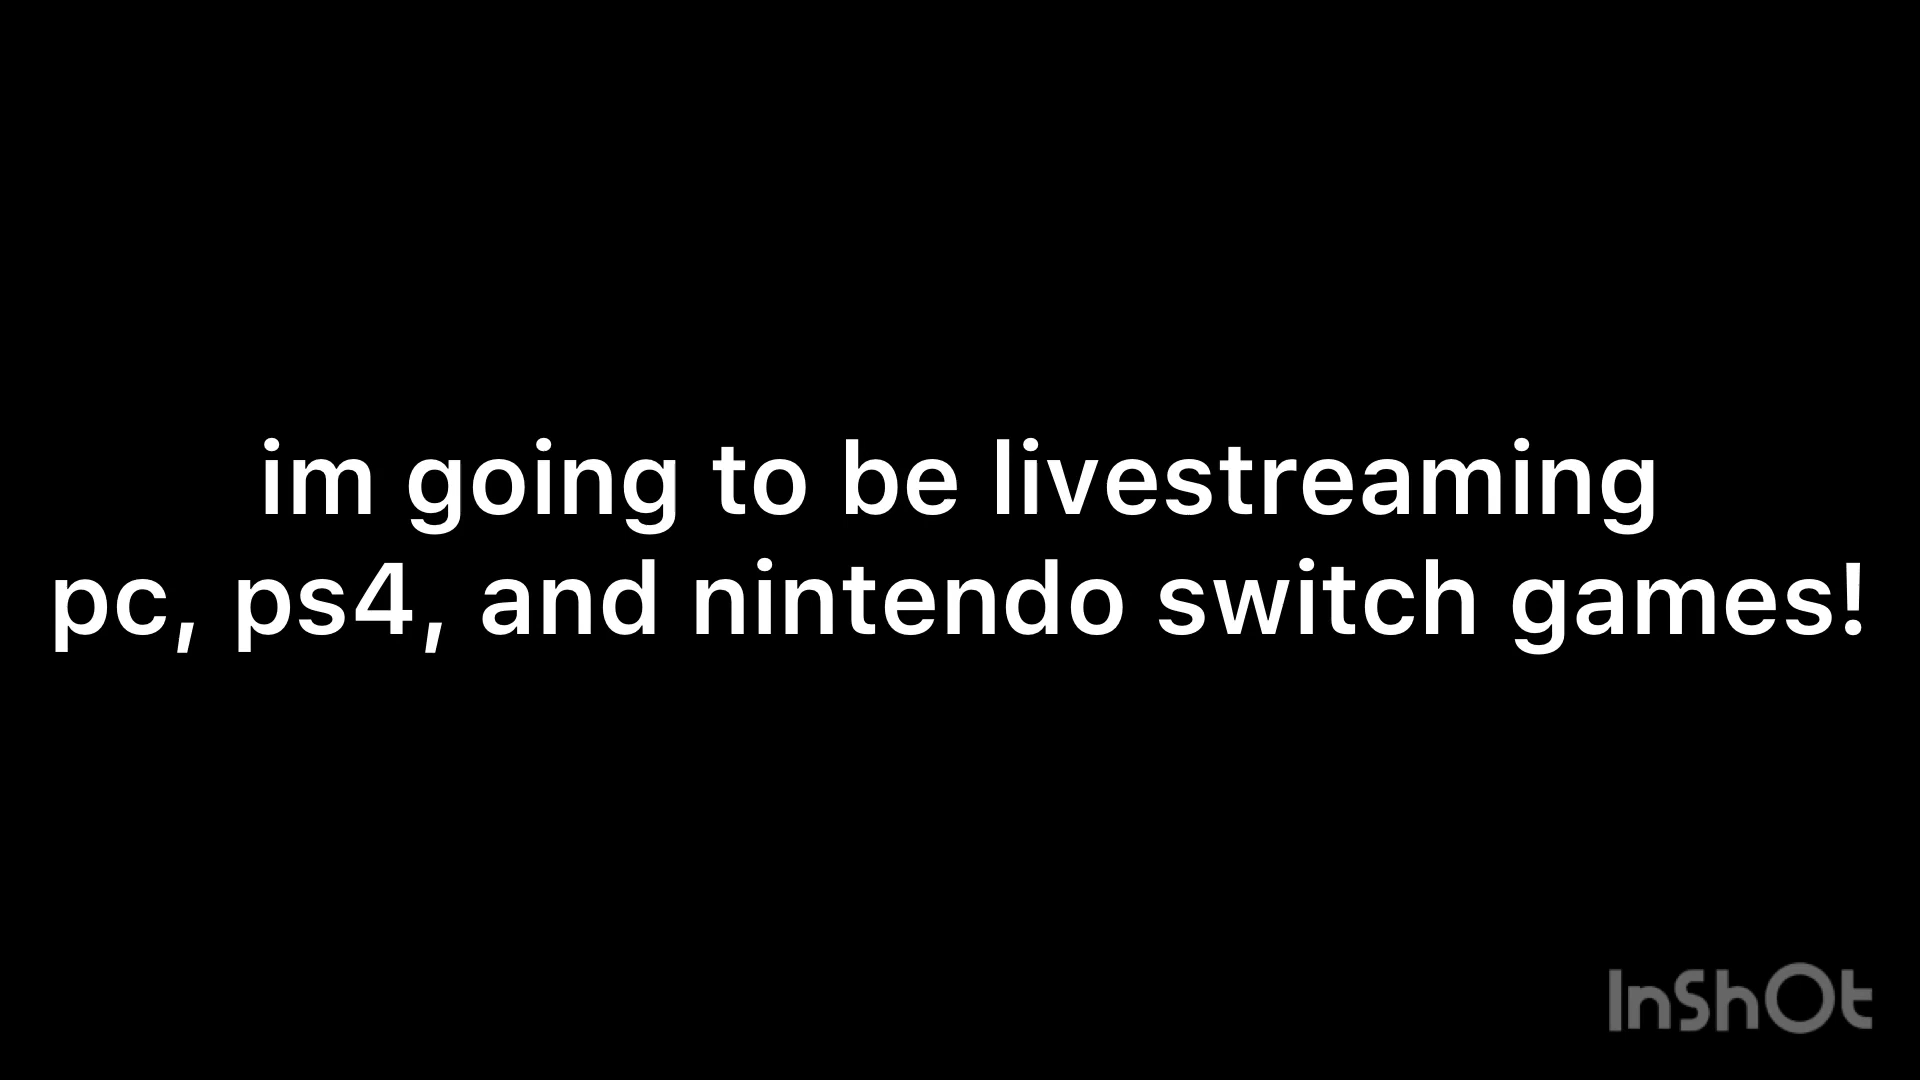 im going to be livestreaming
pc, ps4, and nintendo switch games!
InShOt